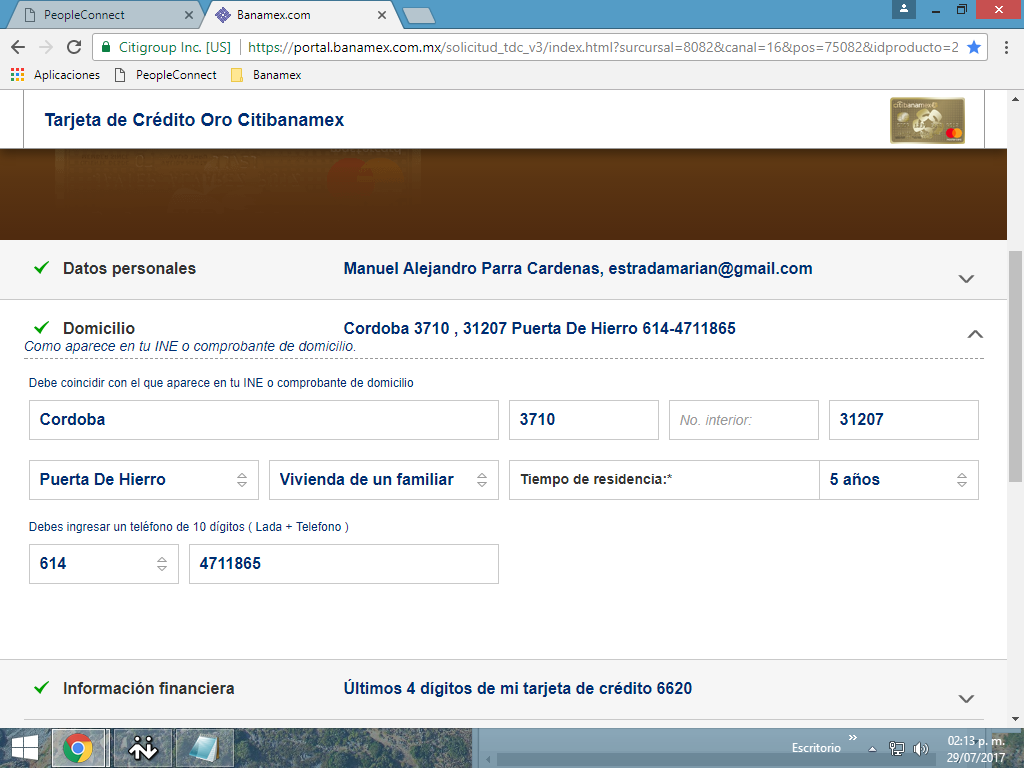 PeopleConnect
Banamex.com
Citigroup Inc. [US] https://portal.banamex.com.mx/solicitud_tdc_v3/index.html?sursursal=8082&canal=16&pos=75082&idproducto=2
Aplicaciones PeopleConnect Banamex
Tarjeta de Crédito Oro Citibanamex
citibanamex
Datos personales Manuel Alejandro Parra Cardenas, estradamarian@gmail.com
Domicilio Cordoba 3710 , 31207 Puerta De Hierro 614-4711865
Como aparece en tu INE o comprobante de domicilio.
Debe coincidir con el que aparece en tu INE o comprobante de domicilio
Cordoba 3710 No. interior: 31207
Puerta De Hierro Vivienda de un familiar Tiempo de residencia:* 5 años
Debes ingresar un teléfono de 10 dígitos ( Lada + Telefono )
614 4711865
Información financiera Últimos 4 dígitos de mi tarjeta de crédito 6620
Escritorio
02:13 p. m.
29/07/2017